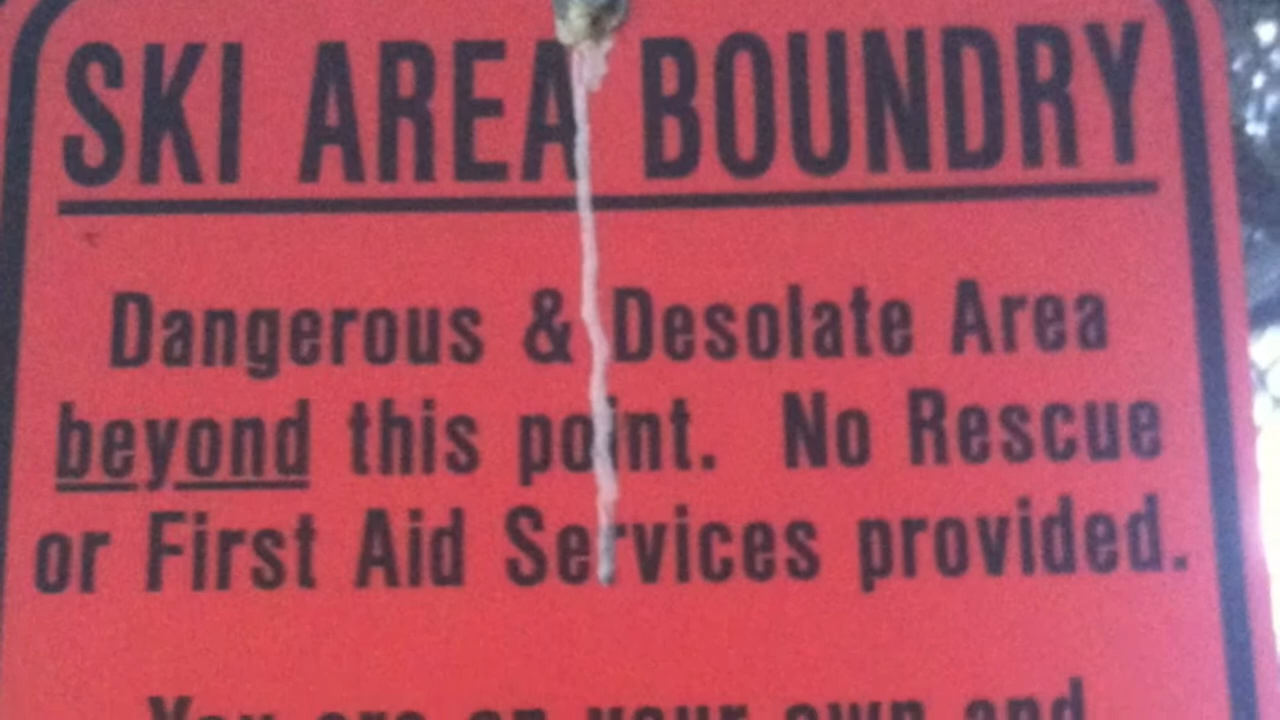 SKI AREA BOUNDRY
Dangerous & Desolate Area
beyond this point. No Rescue
or First Aid Services provided.
You are on your own and